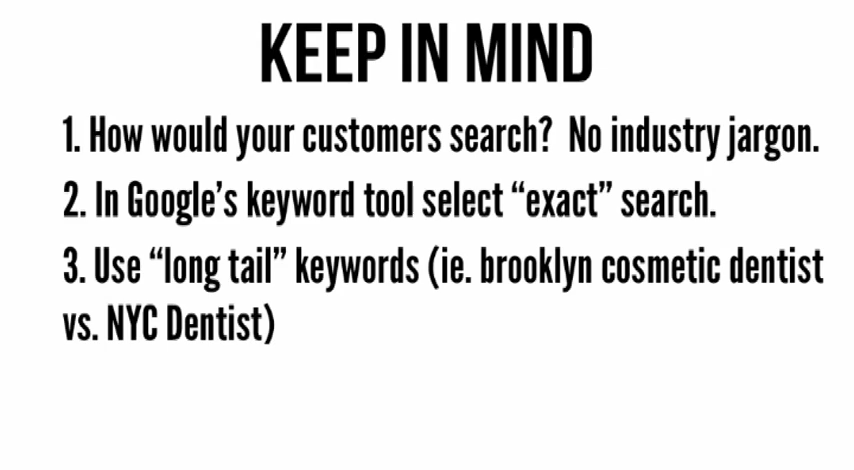 KEEP IN MIND
1. How would your customers search?  No industry jargon.
2. In Google’s keyword tool select “exact” search.
3. Use “long tail” keywords (ie. brooklyn cosmetic dentist
vs. NYC Dentist)